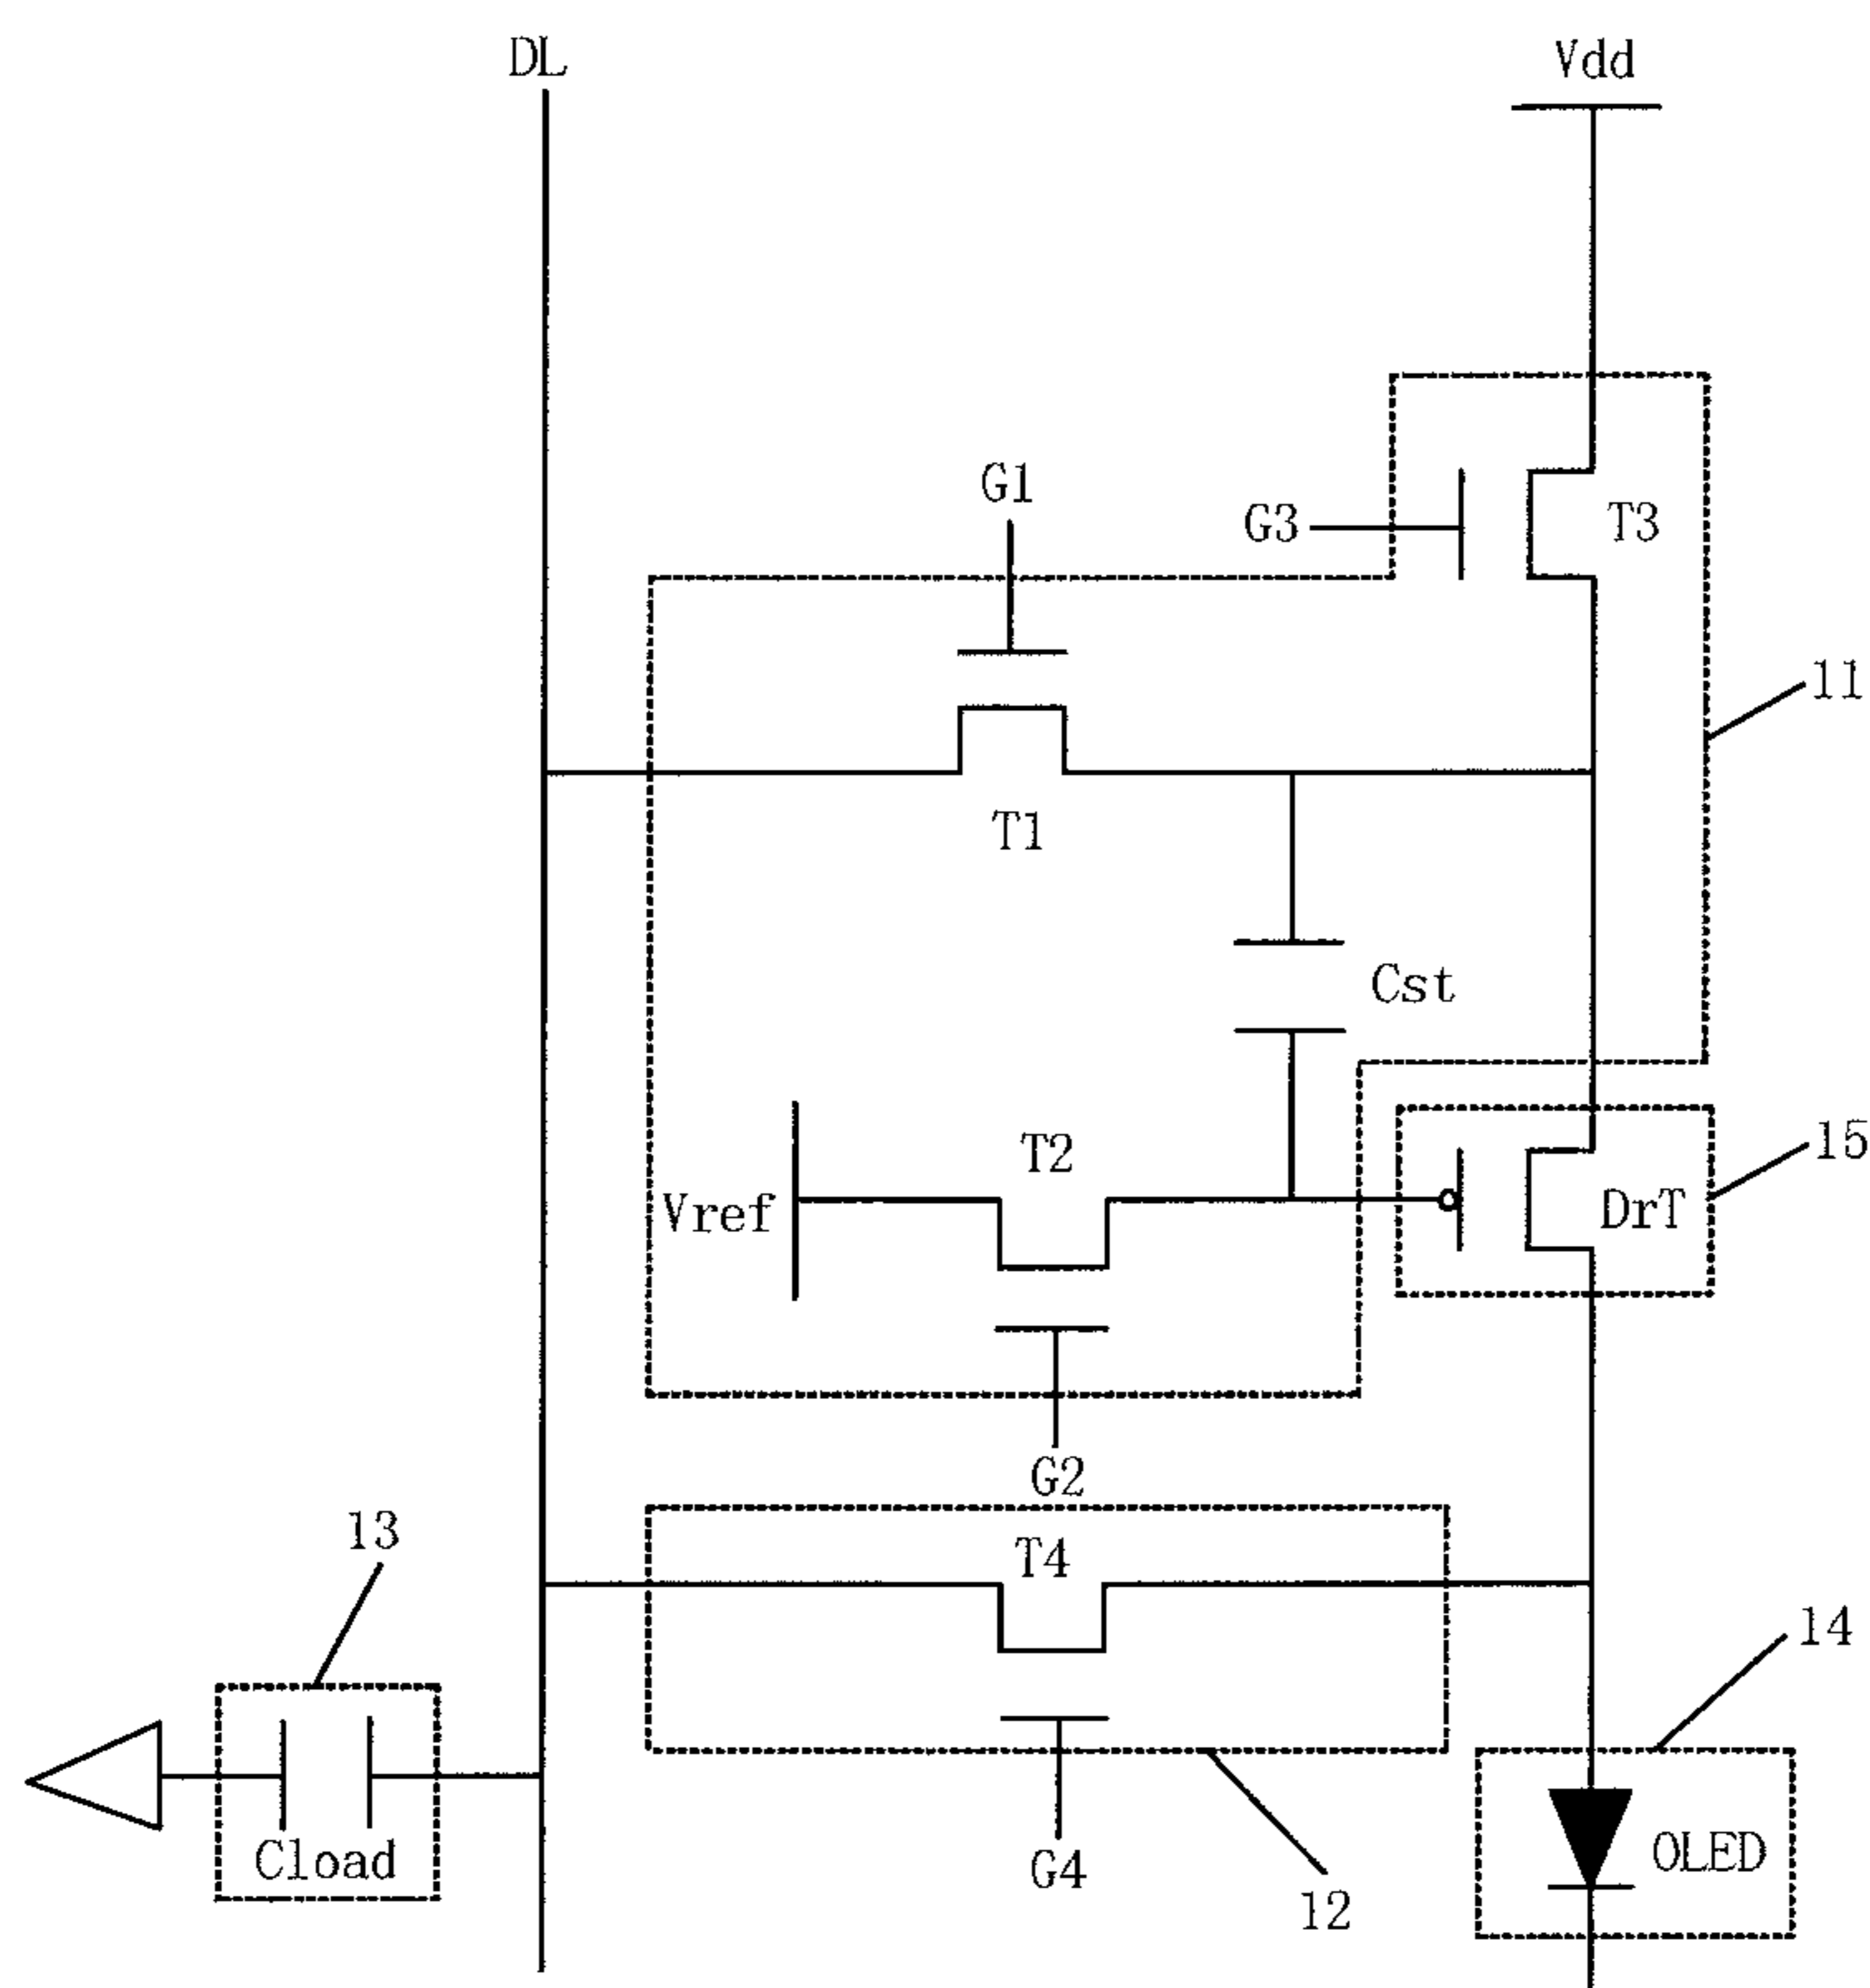 DL
Vdd
G1
G3
T3
11
T1
Cst
T2
15
Vref
DrT
G2
13
T4
14
Cload
G4
OLED
12